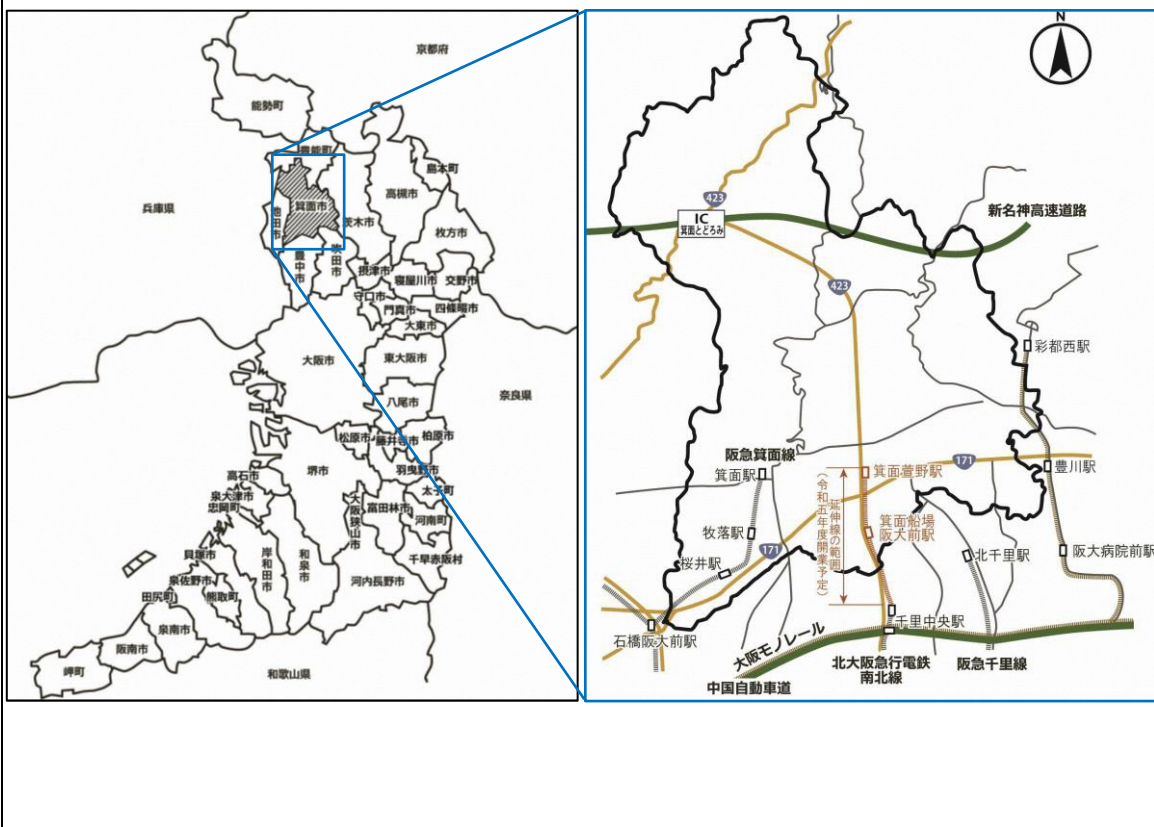 京都府
能勢町
豊能町
島本町
高槻市
兵庫県
箕面市
池田市
茨木市
枚方市
豊中市
吹田市
摂津市
寝屋川市
交野市
守口市
門真市
四條畷市
大東市
大阪市
東大阪市
奈良県
八尾市
松原市
藤井寺市
柏原市
堺市
羽曳野市
高石市
太子町
泉大津市
忠岡町
大阪狭山市
富田林市
河南町
千早赤阪村
貝塚市
岸和田市
和泉市
河内長野市
泉佐野市
熊取町
田尻町
泉南市
阪南市
岬町
和歌山県
N
423
IC
箕面とどろみ
新名神高速道路
423
彩都西駅
阪急箕面線
171
箕面駅
箕面萱野駅
豊川駅
延伸線の範囲
(令和五年度開業予定)
牧落駅
箕面船場
阪大前駅
171
北千里駅
阪大病院前駅
桜井駅
千里中央駅
石橋阪大前駅
大阪モノレール
北大阪急行電鉄
南北線
阪急千里線
中国自動車道